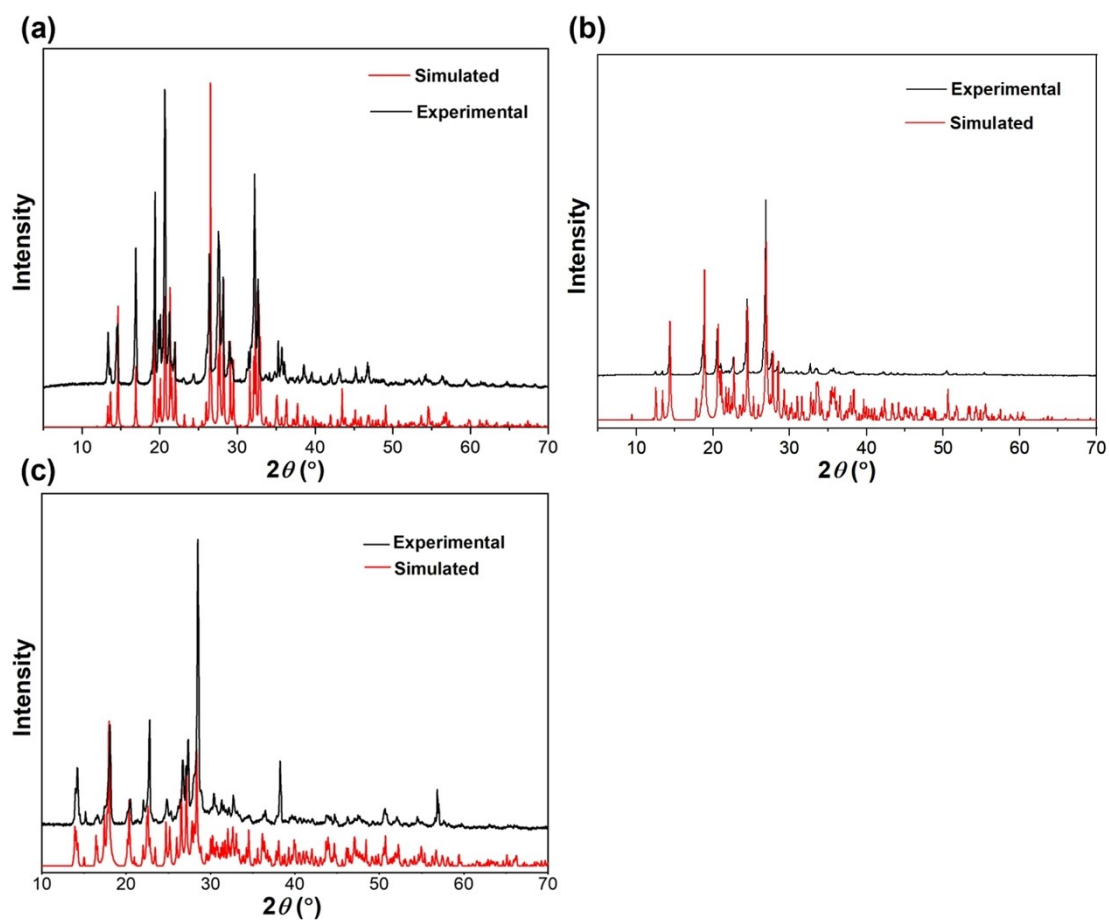 (a)
Simulated
Experimental
Intensity
10 20 30 40 50 60 70
2θ (°)
(b)
Experimental
Simulated
Intensity
10 20 30 40 50 60 70
2θ (°)
(c)
Experimental
Simulated
Intensity
10 20 30 40 50 60 70
2θ (°)